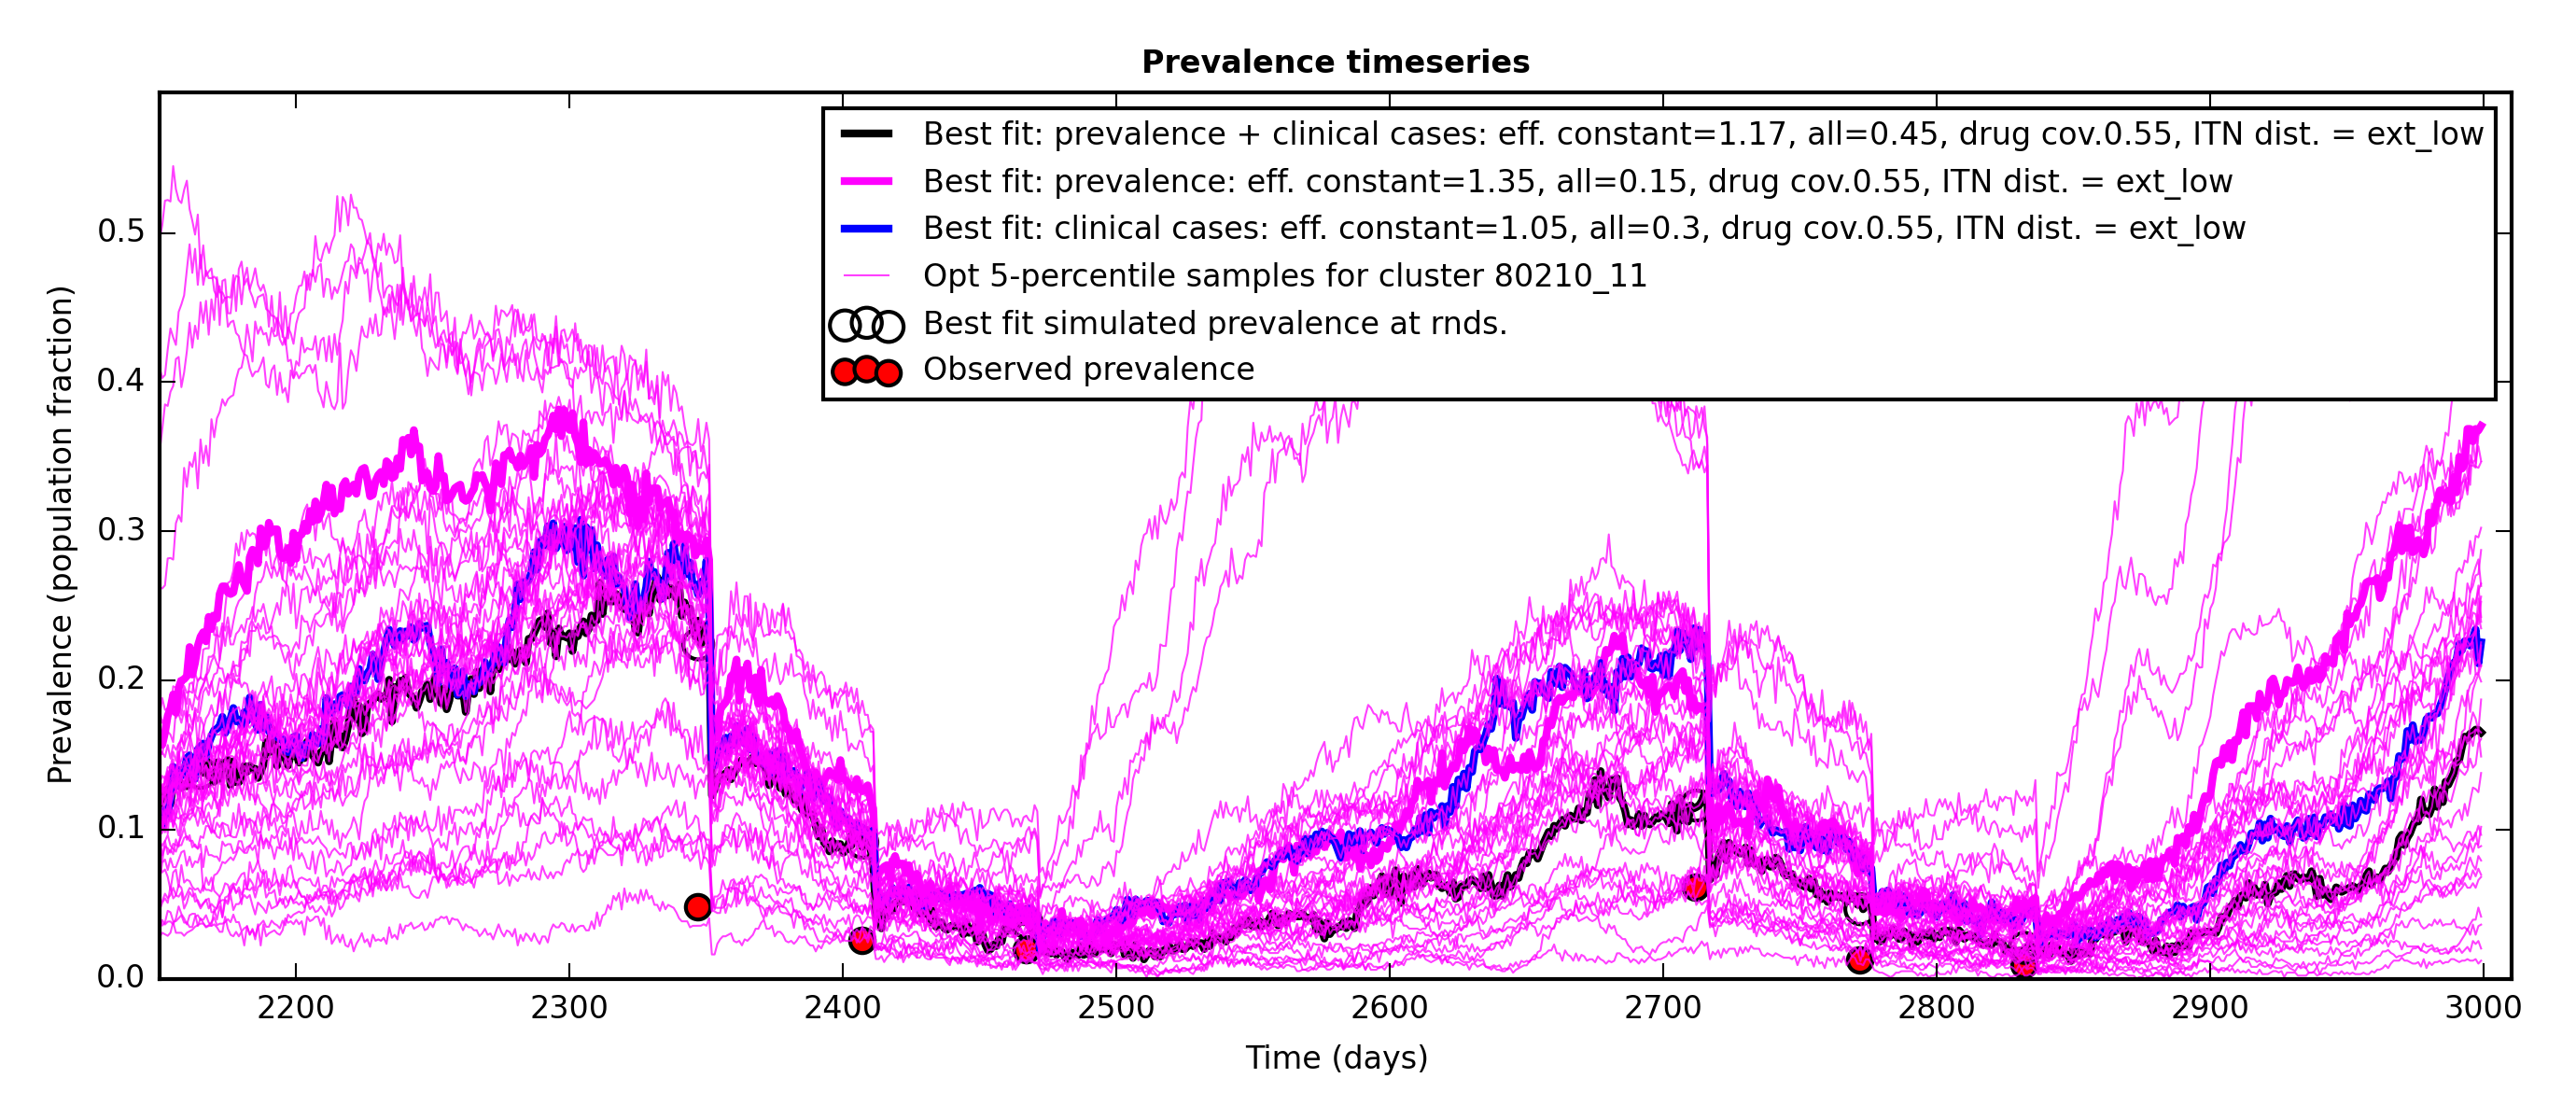 Prevalence timeseries
Best fit: prevalence + clinical cases: eff. constant=1.17, all=0.45, drug cov.0.55, ITN dist. = ext_low
Best fit: prevalence: eff. constant=1.35, all=0.15, drug cov.0.55, ITN dist. = ext_low
Best fit: clinical cases: eff. constant=1.05, all=0.3, drug cov.0.55, ITN dist. = ext_low
Opt 5-percentile samples for cluster 80210_11
Best fit simulated prevalence at rnds.
Observed prevalence
Prevalence (population fraction)
0.5
0.4
0.3
0.2
0.1
0.0
2200 2300 2400 2500 2600 2700 2800 2900 3000
Time (days)